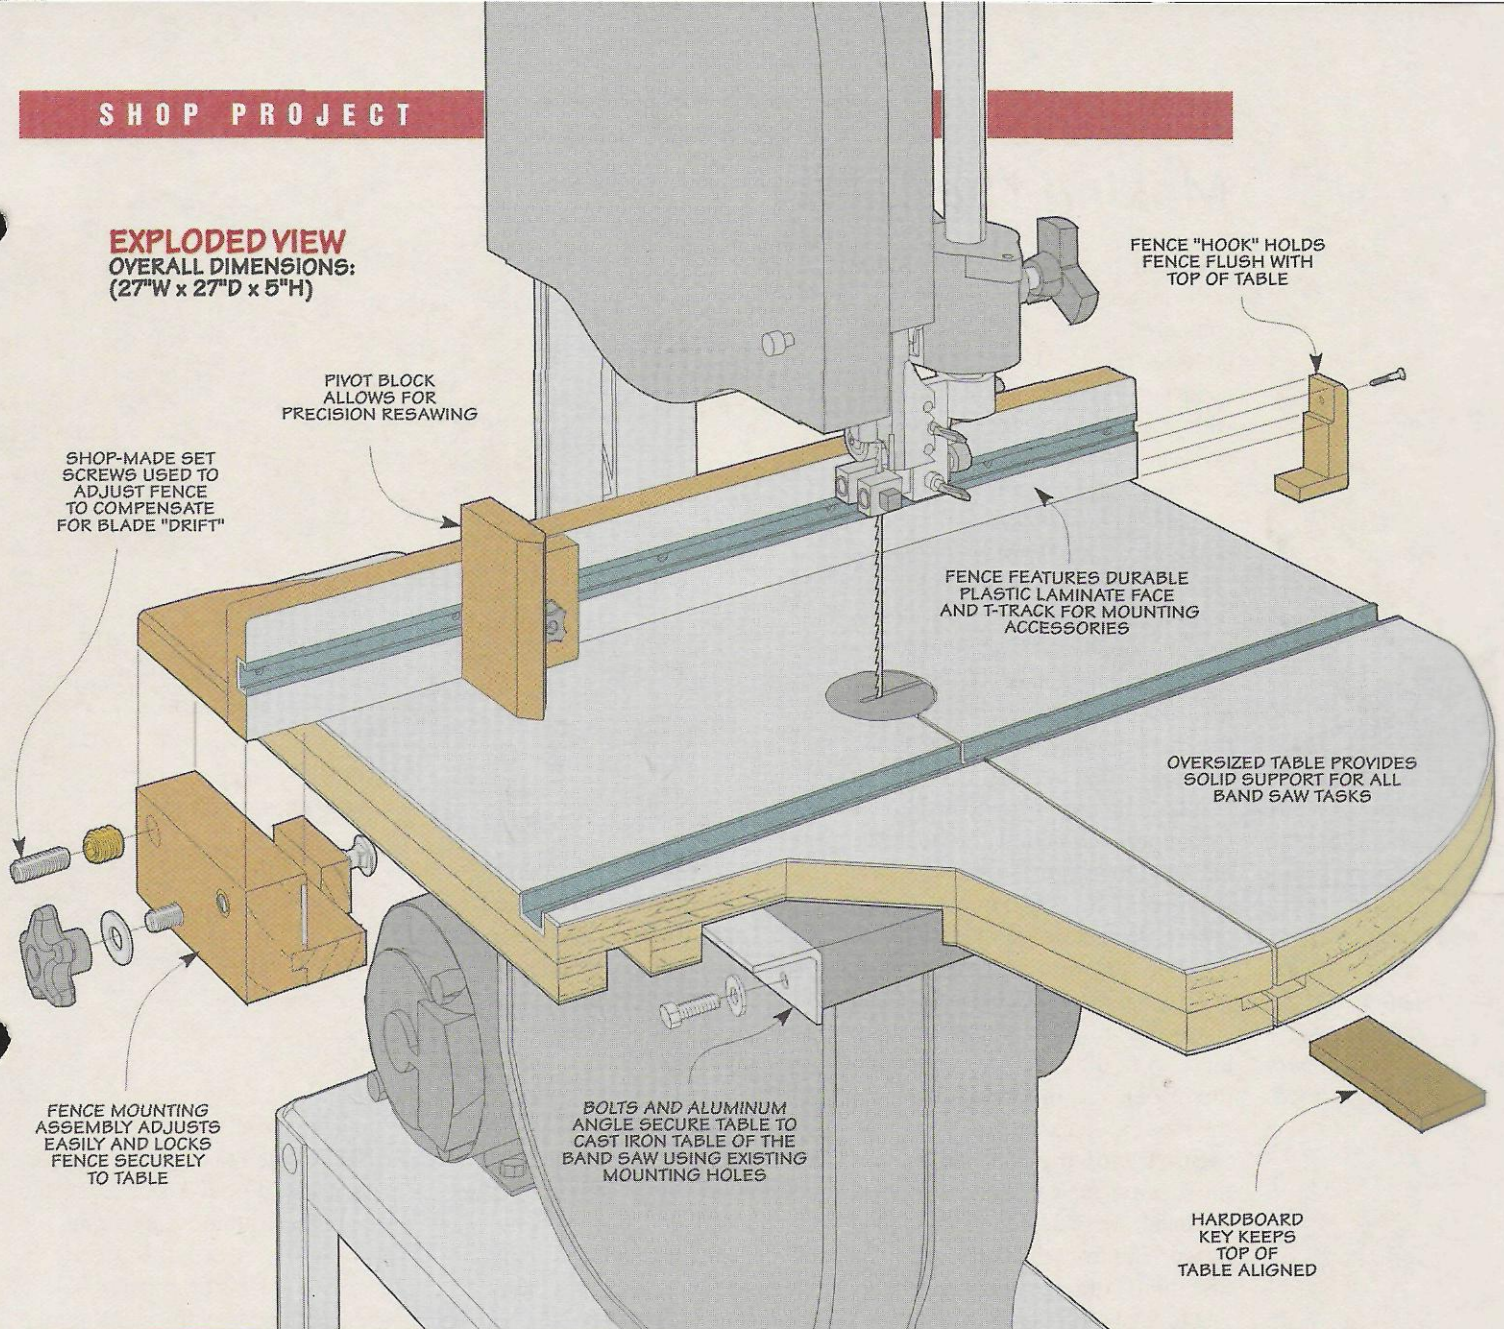 SHOP PROJECT
EXPLODED VIEW
OVERALL DIMENSIONS:
(27"W x 27"D x 5"H)
FENCE "HOOK" HOLDS
FENCE FLUSH WITH
TOP OF TABLE
PIVOT BLOCK
ALLOWS FOR
PRECISION RESAWING
SHOP-MADE SET
SCREWS USED TO
ADJUST FENCE
TO COMPENSATE
FOR BLADE "DRIFT"
FENCE FEATURES DURABLE
PLASTIC LAMINATE FACE
AND T-TRACK FOR MOUNTING
ACCESSORIES
OVERSIZED TABLE PROVIDES
SOLID SUPPORT FOR ALL
BAND SAW TASKS
FENCE MOUNTING
ASSEMBLY ADJUSTS
EASILY AND LOCKS
FENCE SECURELY
TO TABLE
BOLTS AND ALUMINUM
ANGLE SECURE TABLE TO
CAST IRON TABLE OF THE
BAND SAW USING EXISTING
MOUNTING HOLES
HARDBOARD
KEY KEEPS
TOP OF
TABLE ALIGNED